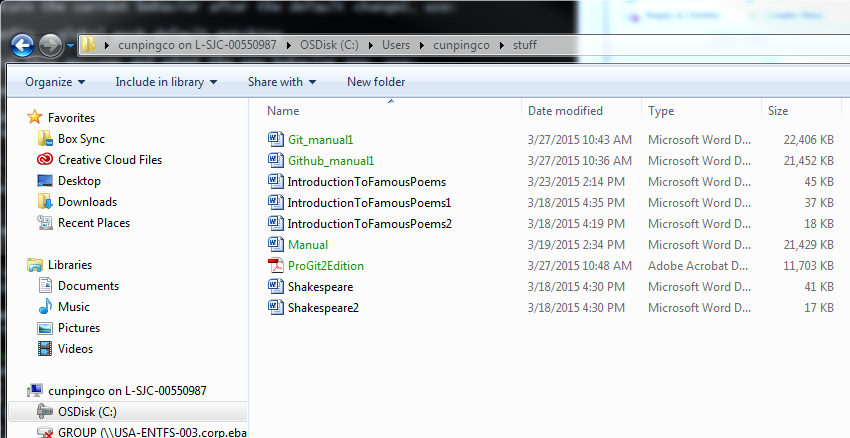 cunpingco on L-SJC-00550987 OSDisk (C:) Users cunpingco stuff
Organize Include in library Share with New folder
Name Date modified Type Size
Favorites
Box Sync
Creative Cloud Files
Desktop
Downloads
Recent Places
Libraries
Documents
Music
Pictures
Videos
cunpingco on L-SJC-00550987
OSDisk (C:)
GROUP (\\USA-ENTFS-003.corp.eba
Git_manual1 3/27/2015 10:43 AM Microsoft Word D... 22,406 KB
Github_manual1 3/27/2015 10:36 AM Microsoft Word D... 21,452 KB
IntroductionToFamousPoems 3/23/2015 2:14 PM Microsoft Word D... 45 KB
IntroductionToFamousPoems1 3/18/2015 4:35 PM Microsoft Word D... 37 KB
IntroductionToFamousPoems2 3/18/2015 4:19 PM Microsoft Word D... 18 KB
Manual 3/19/2015 2:34 PM Microsoft Word D... 21,429 KB
ProGit2Edition 3/27/2015 10:48 AM Adobe Acrobat D... 11,703 KB
Shakespeare 3/18/2015 4:30 PM Microsoft Word D... 41 KB
Shakespeare2 3/18/2015 4:30 PM Microsoft Word D... 17 KB